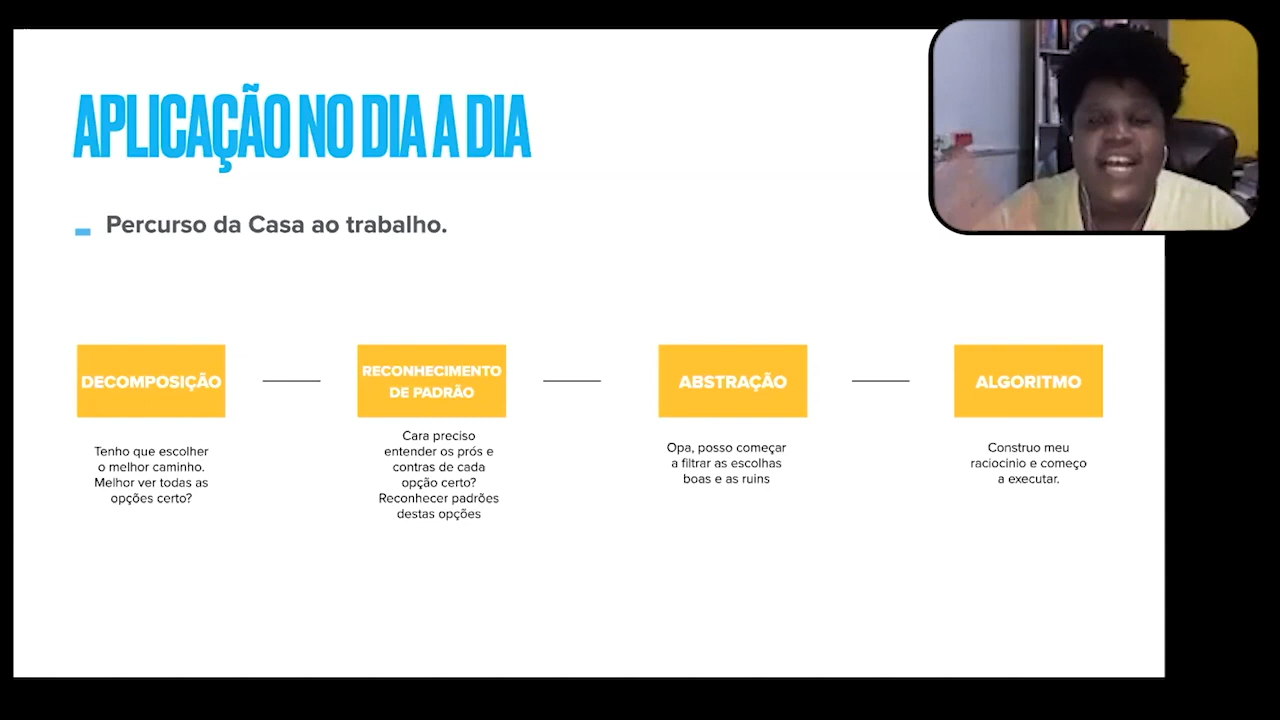 APLICAÇÃO NO DIA A DIA
Percurso da Casa ao trabalho.
DECOMPOSIÇÃO
Tenho que escolher
o melhor caminho.
Melhor ver todas as
opções certo?
RECONHECIMENTO
DE PADRÃO
Cara preciso
entender os prós e
contras de cada
opção certo?
Reconhecer padrões
destas opções
ABSTRAÇÃO
Opa, posso começar
a filtrar as escolhas
boas e as ruins
ALGORITMO
Construo meu
raciocinio e começo
a executar.